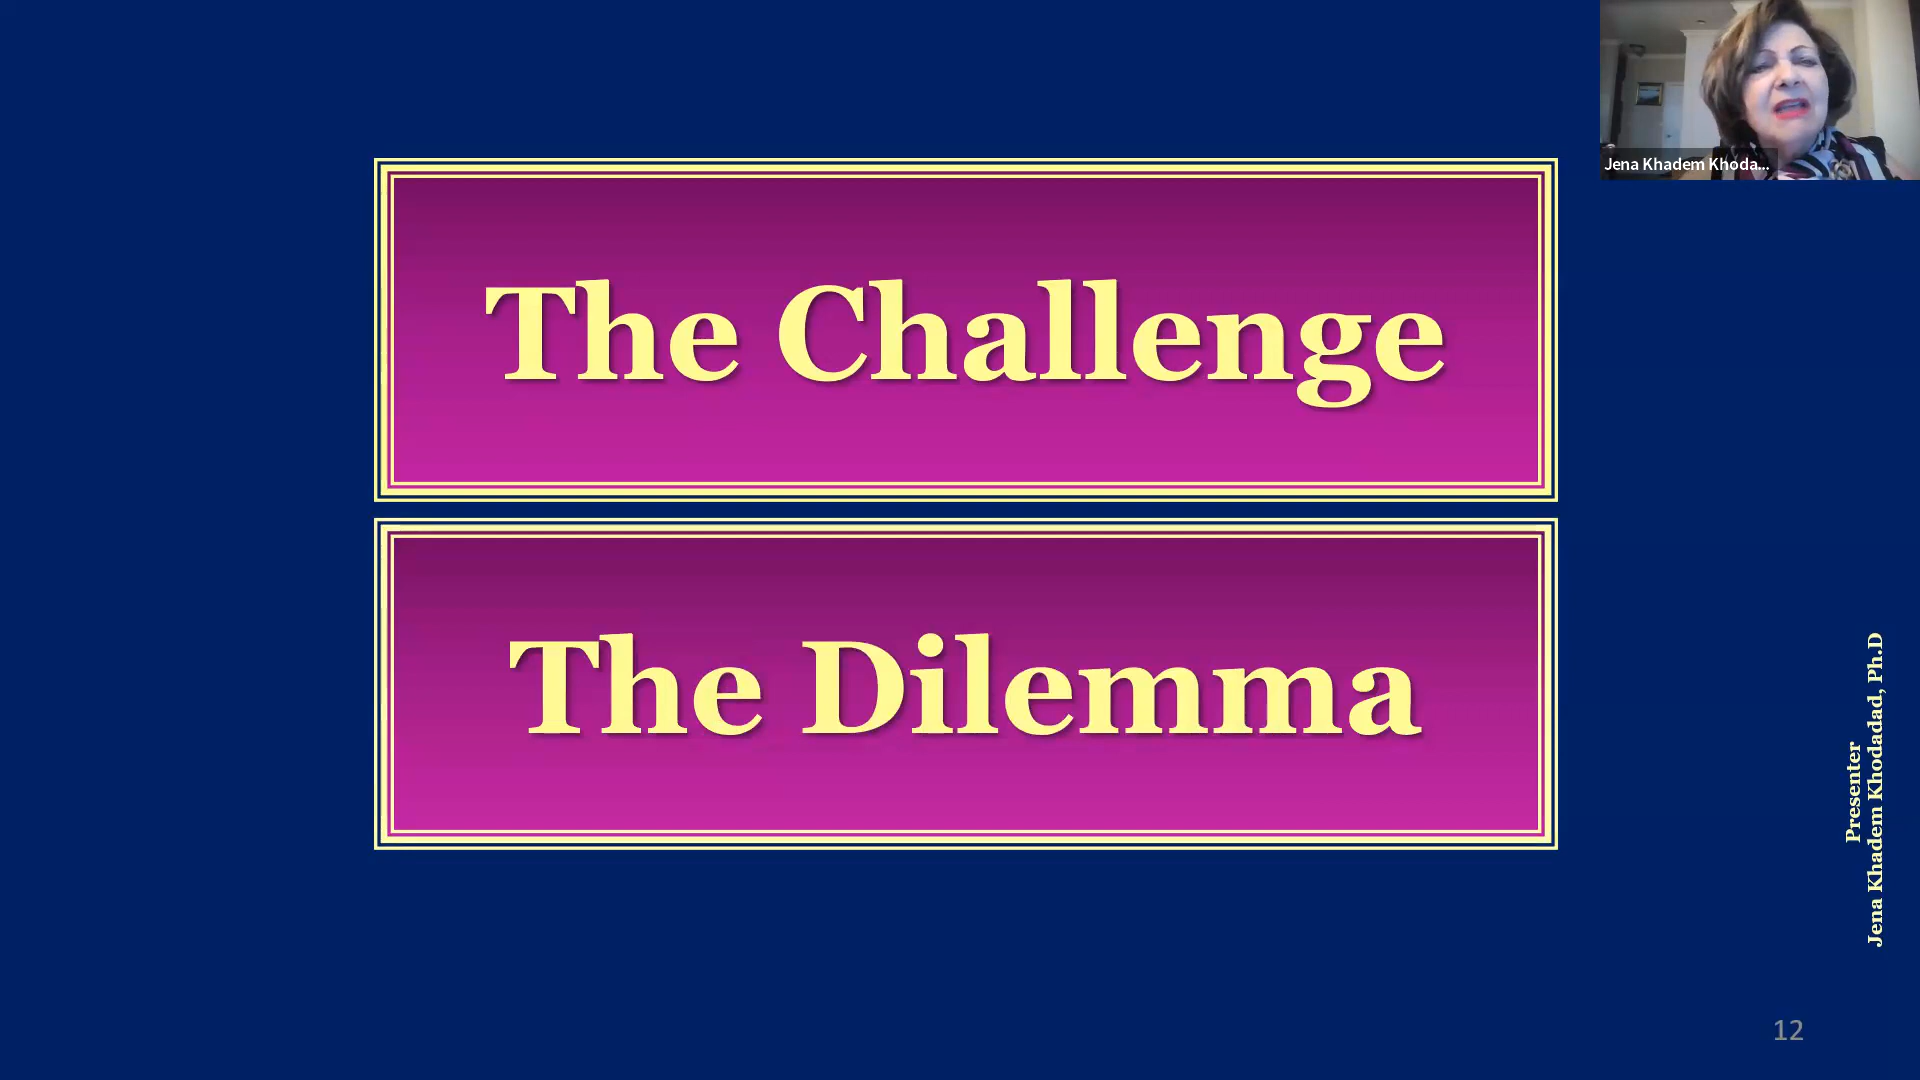 Jena Khadem Khoda...
The Challenge
The Dilemma
Presenter
Jena Khadem Khodadad, Ph.D
12